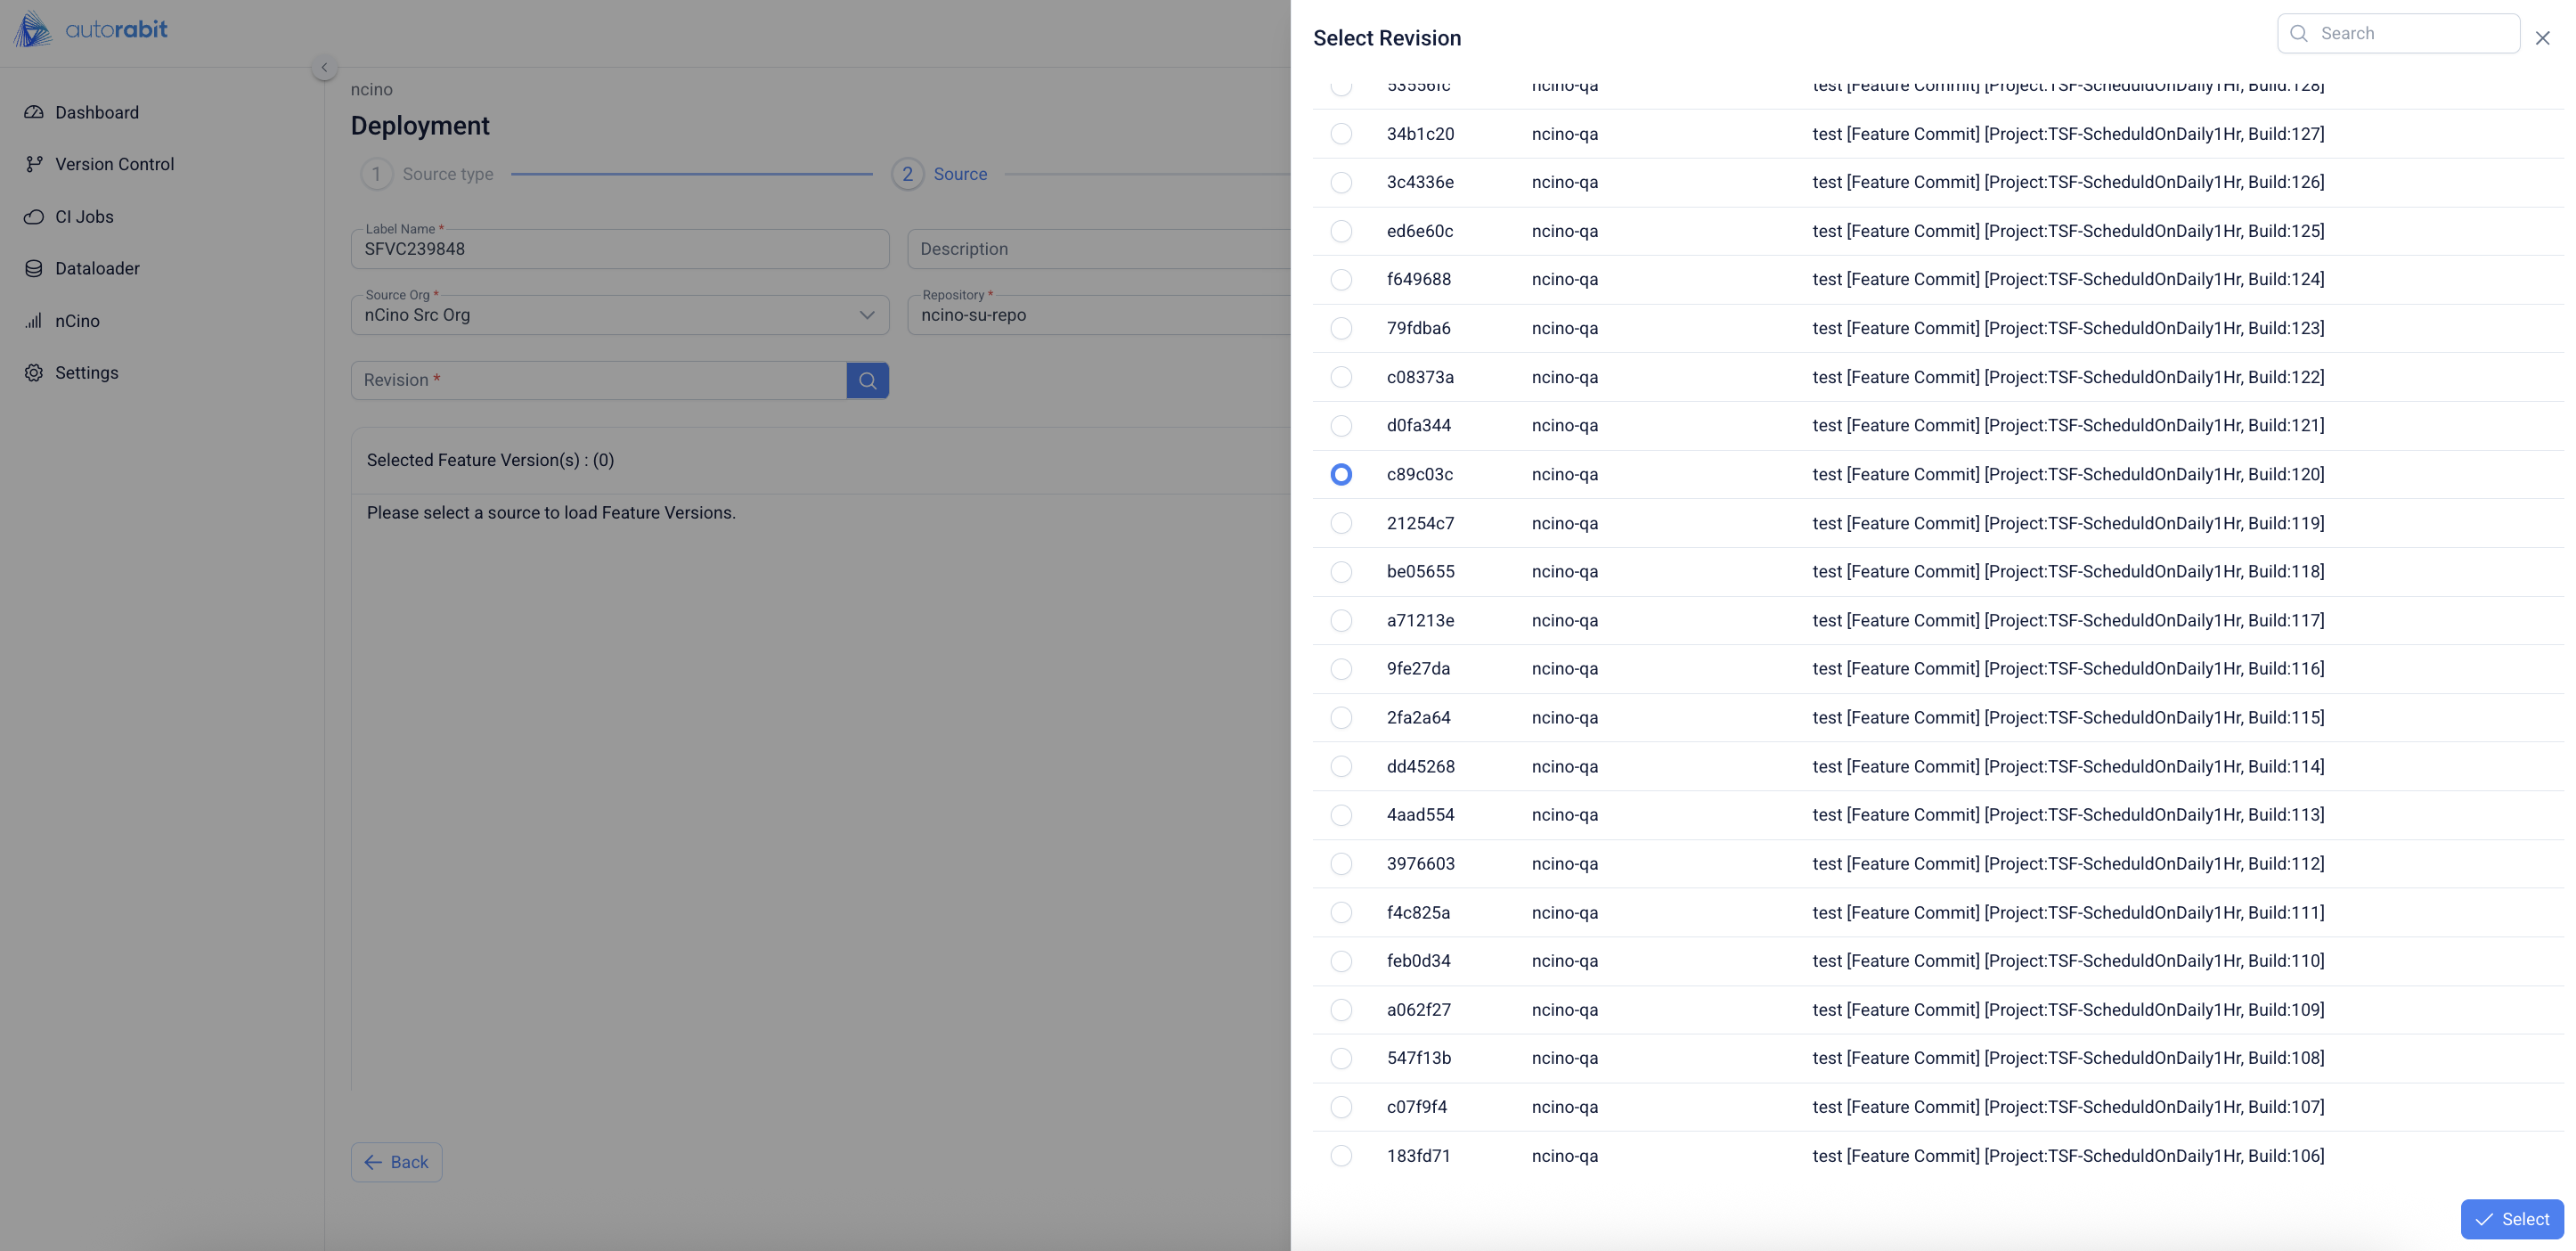 autorabit
Dashboard
Version Control
CI Jobs
Dataloader
nCino
Settings
ncino
Deployment
1 Source type
2 Source
Label Name *
SFVC239848
Description
Source Org *
nCino Src Org
Repository *
ncino-su-repo
Revision *
Selected Feature Version(s) : (0)
Please select a source to load Feature Versions.
Back
Select Revision
Search
53556fc ncino-qa test [Feature Commit] [Project:TSF-ScheduldOnDaily1Hr, Build:128]
34b1c20 ncino-qa test [Feature Commit] [Project:TSF-ScheduldOnDaily1Hr, Build:127]
3c4336e ncino-qa test [Feature Commit] [Project:TSF-ScheduldOnDaily1Hr, Build:126]
ed6e60c ncino-qa test [Feature Commit] [Project:TSF-ScheduldOnDaily1Hr, Build:125]
f649688 ncino-qa test [Feature Commit] [Project:TSF-ScheduldOnDaily1Hr, Build:124]
79fdba6 ncino-qa test [Feature Commit] [Project:TSF-ScheduldOnDaily1Hr, Build:123]
c08373a ncino-qa test [Feature Commit] [Project:TSF-ScheduldOnDaily1Hr, Build:122]
d0fa344 ncino-qa test [Feature Commit] [Project:TSF-ScheduldOnDaily1Hr, Build:121]
c89c03c ncino-qa test [Feature Commit] [Project:TSF-ScheduldOnDaily1Hr, Build:120]
21254c7 ncino-qa test [Feature Commit] [Project:TSF-ScheduldOnDaily1Hr, Build:119]
be05655 ncino-qa test [Feature Commit] [Project:TSF-ScheduldOnDaily1Hr, Build:118]
a71213e ncino-qa test [Feature Commit] [Project:TSF-ScheduldOnDaily1Hr, Build:117]
9fe27da ncino-qa test [Feature Commit] [Project:TSF-ScheduldOnDaily1Hr, Build:116]
2fa2a64 ncino-qa test [Feature Commit] [Project:TSF-ScheduldOnDaily1Hr, Build:115]
dd45268 ncino-qa test [Feature Commit] [Project:TSF-ScheduldOnDaily1Hr, Build:114]
4aad554 ncino-qa test [Feature Commit] [Project:TSF-ScheduldOnDaily1Hr, Build:113]
3976603 ncino-qa test [Feature Commit] [Project:TSF-ScheduldOnDaily1Hr, Build:112]
f4c825a ncino-qa test [Feature Commit] [Project:TSF-ScheduldOnDaily1Hr, Build:111]
feb0d34 ncino-qa test [Feature Commit] [Project:TSF-ScheduldOnDaily1Hr, Build:110]
a062f27 ncino-qa test [Feature Commit] [Project:TSF-ScheduldOnDaily1Hr, Build:109]
547f13b ncino-qa test [Feature Commit] [Project:TSF-ScheduldOnDaily1Hr, Build:108]
c07f9f4 ncino-qa test [Feature Commit] [Project:TSF-ScheduldOnDaily1Hr, Build:107]
183fd71 ncino-qa test [Feature Commit] [Project:TSF-ScheduldOnDaily1Hr, Build:106]
Select